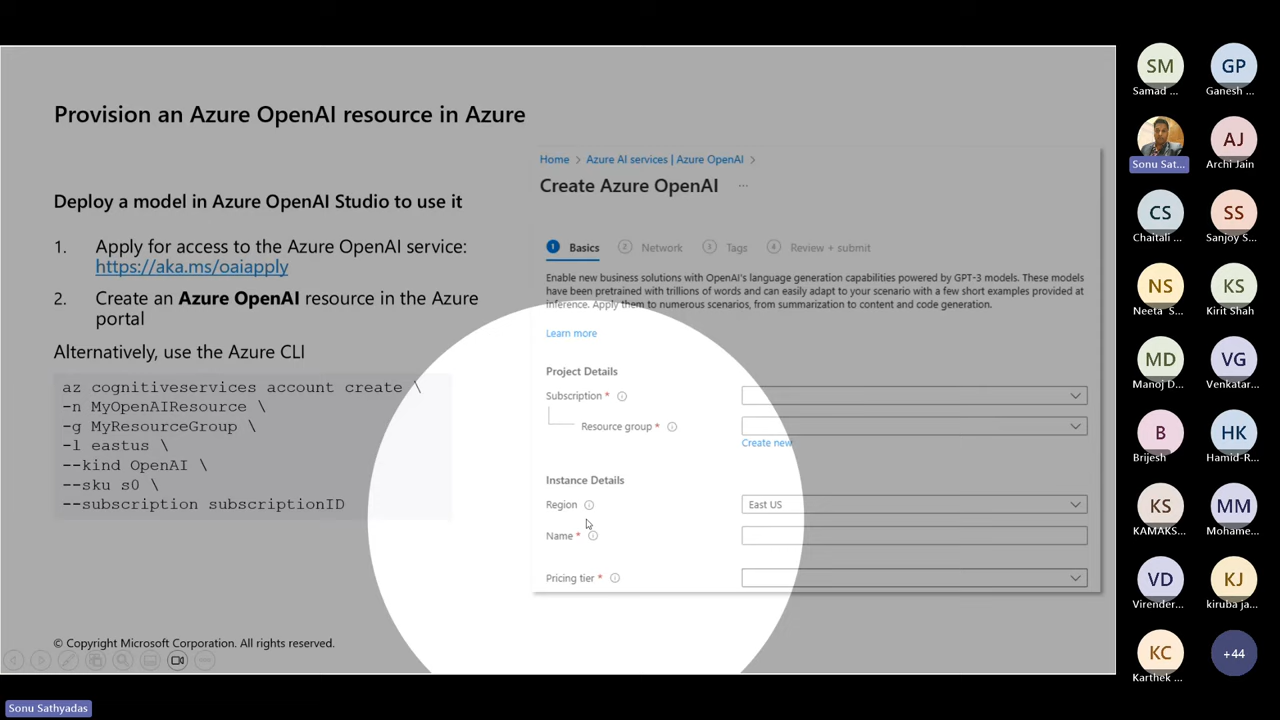 Provision an Azure OpenAI resource in Azure
Deploy a model in Azure OpenAI Studio to use it
1. Apply for access to the Azure OpenAI service:
https://aka.ms/oaiapply
2. Create an Azure OpenAI resource in the Azure
portal
Alternatively, use the Azure CLI
az cognitiveservices account create \
-n MyOpenAIResource \
-g MyResourceGroup \
-l eastus \
--kind OpenAI \
--sku s0 \
--subscription subscriptionID
© Copyright Microsoft Corporation. All rights reserved.
Home > Azure AI services | Azure OpenAI >
Create Azure OpenAI ...
1 Basics 2 Network 3 Tags 4 Review + submit
Enable new business solutions with OpenAI's language generation capabilities powered by GPT-3 models. These models
have been pretrained with trillions of words and can easily adapt to your scenario with a few short examples provided at
inference. Apply them to numerous scenarios, from summarization to content and code generation.
Learn more
Project Details
Subscription *
Resource group *
Create new
Instance Details
Region East US
Name *
Pricing tier *
SM GP
Samad ... Ganesh ...
AJ
Sonu Sat... Archi Jain
CS SS
Chaitali ... Sanjoy S...
NS KS
Neeta S... Kirit Shah
MD VG
Manoj D... Venkatar...
B HK
Brijesh Hamid-R...
KS MM
KAMAKS... Mohame...
VD KJ
Virender... kiruba ja...
KC +44
Karthek ...
Sonu Sathyadas